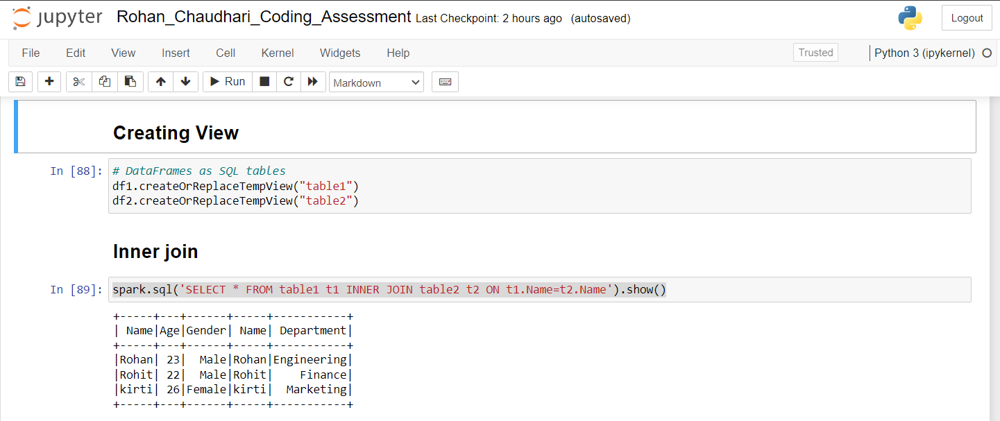 jupyter Rohan_Chaudhari_Coding_Assessment Last Checkpoint: 2 hours ago (autosaved) Logout
File Edit View Insert Cell Kernel Widgets Help Trusted Python 3 (ipykernel)
Run Markdown
Creating View
In [88]: # DataFrames as SQL tables
df1.createOrReplaceTempView("table1")
df2.createOrReplaceTempView("table2")
Inner join
In [89]: spark.sql('SELECT * FROM table1 t1 INNER JOIN table2 t2 ON t1.Name=t2.Name').show()
+-----+---+------+-----+-----------+
| Name|Age|Gender| Name| Department|
+-----+---+------+-----+-----------+
|Rohan| 23|  Male|Rohan|Engineering|
|Rohit| 22|  Male|Rohit|    Finance|
|kirti| 26|Female|kirti|  Marketing|
+-----+---+------+-----+-----------+